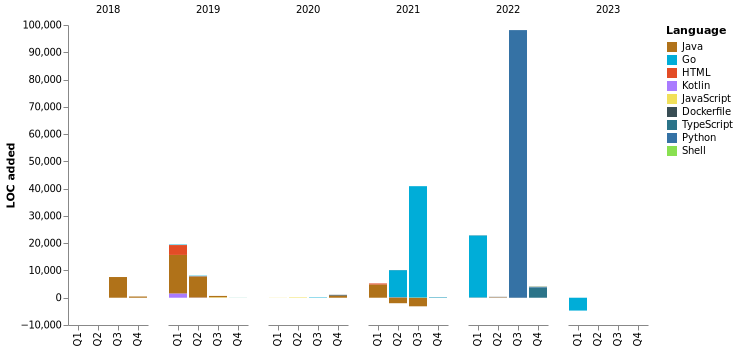 2018 2019 2020 2021 2022 2023
LOC added
100,000
90,000
80,000
70,000
60,000
50,000
40,000
30,000
20,000
10,000
0
−10,000
Q1 Q2 Q3 Q4 Q1 Q2 Q3 Q4 Q1 Q2 Q3 Q4 Q1 Q2 Q3 Q4 Q1 Q2 Q3 Q4 Q1 Q2 Q3 Q4
Language
Java
Go
HTML
Kotlin
JavaScript
Dockerfile
TypeScript
Python
Shell